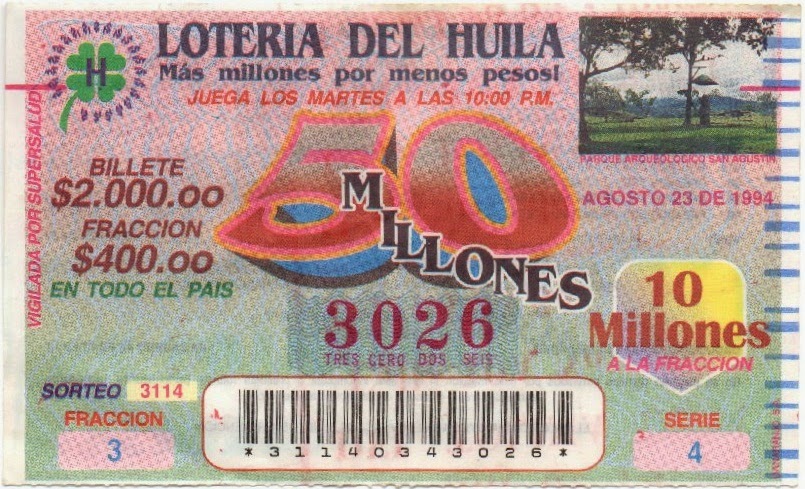 H
LOTERIA DEL HUILA
Más millones por menos pesos!
JUEGA LOS MARTES A LAS 10:00 P.M.
PARQUE ARQUEOLOGICO SAN AGUSTIN
VIGILADA POR SUPERSALUD
BILLETE
$2.000.oo
FRACCION
$400.oo
EN TODO EL PAIS
50
MILLONES
AGOSTO 23 DE 1994
3026
TRES CERO DOS SEIS
10
Millones
A LA FRACCION
SORTEO 3114
FRACCION
3
*31140343026*
SERIE
4